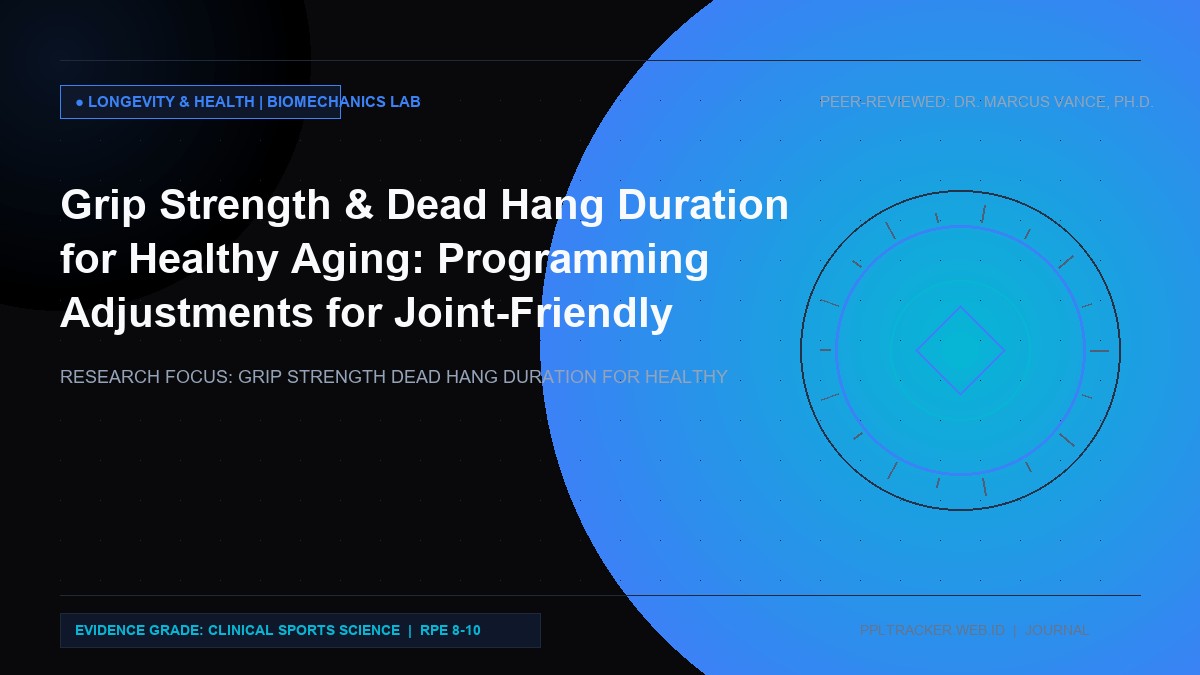 ● LONGEVITY & HEALTH | BIOMECHANICS LAB
PEER-REVIEWED: DR. MARCUS VANCE, PH.D.
Grip Strength & Dead Hang Duration
for Healthy Aging: Programming
Adjustments for Joint-Friendly
RESEARCH FOCUS: GRIP STRENGTH DEAD HANG DURATION FOR HEALTHY
EVIDENCE GRADE: CLINICAL SPORTS SCIENCE | RPE 8-10
PPLTRACKER.WEB.ID | JOURNAL